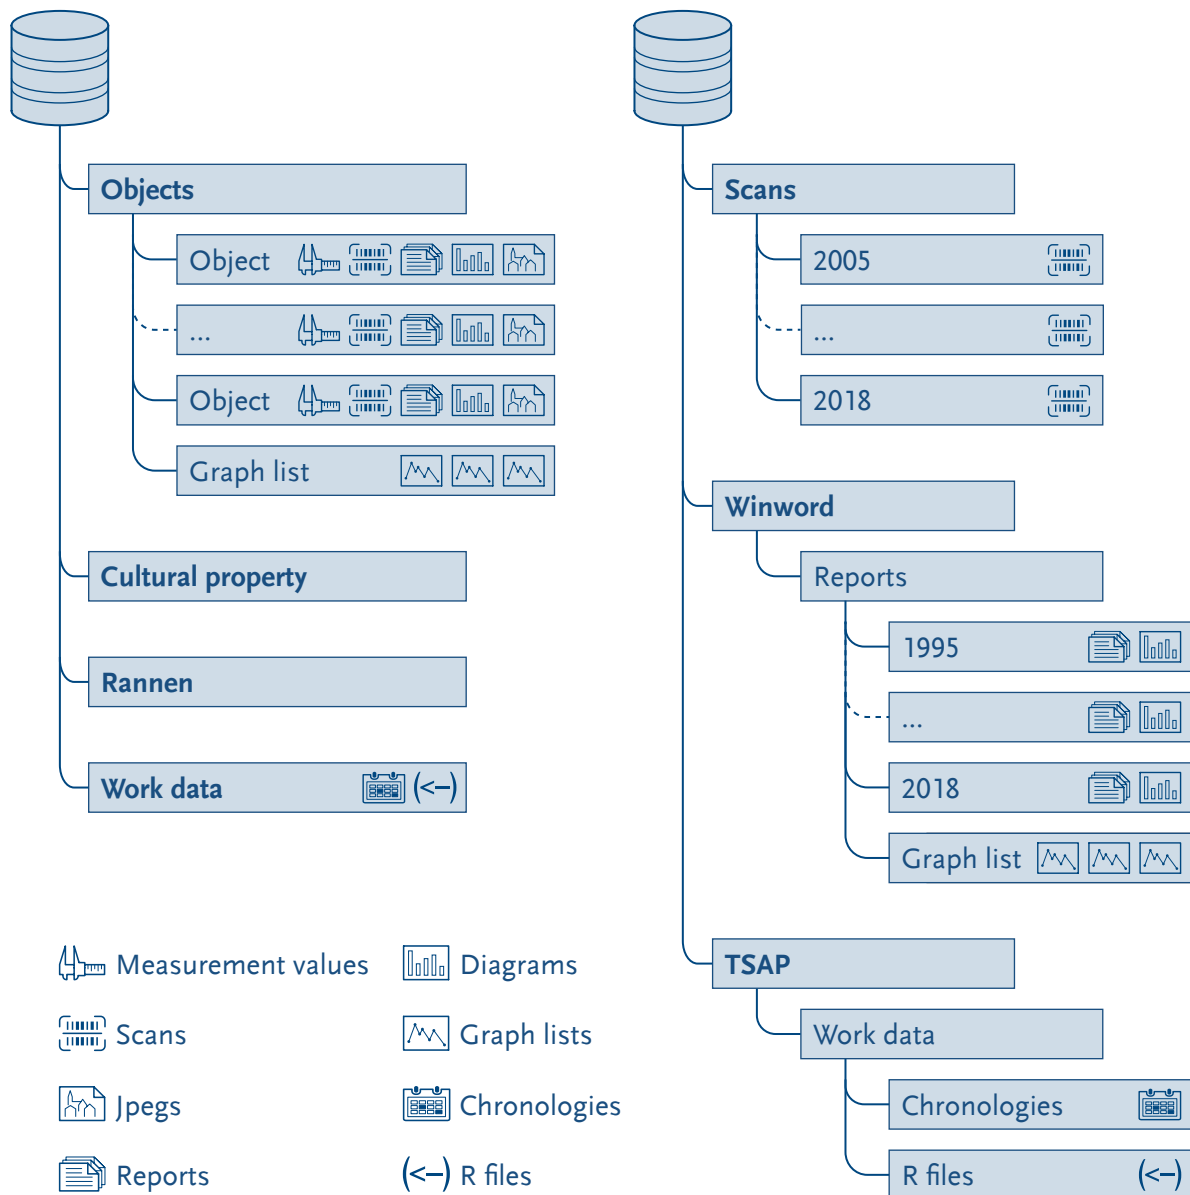 Objects
Object
...
Object
Graph list
Cultural property
Rannen
Work data (<–)
Scans
2005
...
2018
Winword
Reports
1995
...
2018
Graph list
TSAP
Work data
Chronologies
R files (<–)
Measurement values
Scans
Jpegs
Reports
Diagrams
Graph lists
Chronologies
(<–) R files